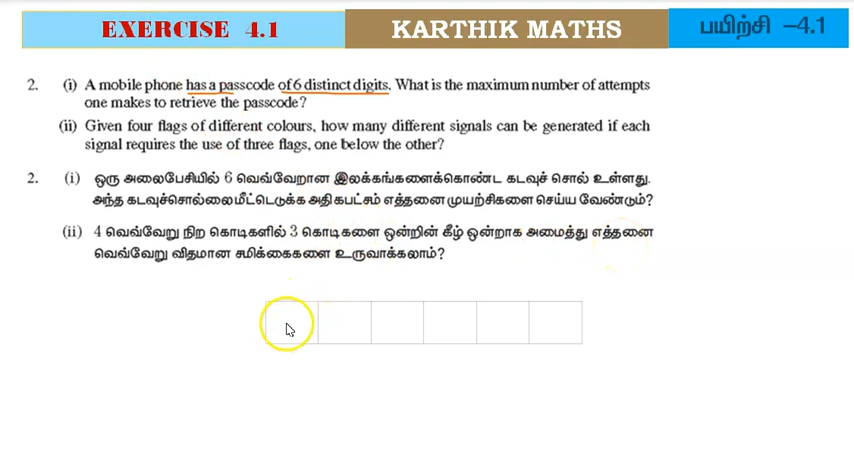 EXERCISE 4.1
KARTHIK MATHS
பயிற்சி –4.1
2. (i) A mobile phone has a passcode of 6 distinct digits. What is the maximum number of attempts
one makes to retrieve the passcode?
(ii) Given four flags of different colours, how many different signals can be generated if each
signal requires the use of three flags, one below the other?
2. (i) ஒரு அலைபேசியில் 6 வெவ்வேறான இலக்கங்களைக்கொண்ட கடவுச் சொல் உள்ளது.
அந்த கடவுச்சொல்லை மீட்டெடுக்க அதிகபட்சம் எத்தனை முயற்சிகளை செய்ய வேண்டும்?
(ii) 4 வெவ்வேறு நிற கொடிகளில் 3 கொடிகளை ஒன்றின் கீழ் ஒன்றாக அமைத்து எத்தனை
வெவ்வேறு விதமான சமிக்கைகளை உருவாக்கலாம்?